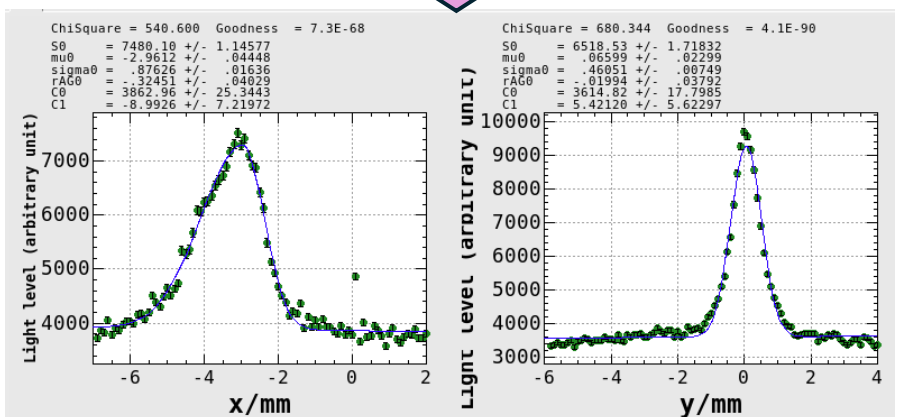 ChiSquare = 540.600 Goodness = 7.3E-68
S0 = 7480.10 +/- 1.14577
mu0 = -2.9612 +/- .04448
sigma0 = .87626 +/- .01636
rAG0 = -.32451 +/- .04029
C0 = 3862.96 +/- 25.3443
C1 = -8.9926 +/- 7.21972
Light level (arbitrary unit)
7000
6000
5000
4000
-6 -4 -2 0 2
x/mm
ChiSquare = 680.344 Goodness = 4.1E-90
S0 = 6518.53 +/- 1.71832
mu0 = .06599 +/- .02299
sigma0 = .46051 +/- .00749
rAG0 = -.01994 +/- .03792
C0 = 3614.82 +/- 17.7985
C1 = 5.42120 +/- 5.62297
Light level (arbitrary unit)
10000
9000
8000
7000
6000
5000
4000
3000
-6 -4 -2 0 2 4
y/mm